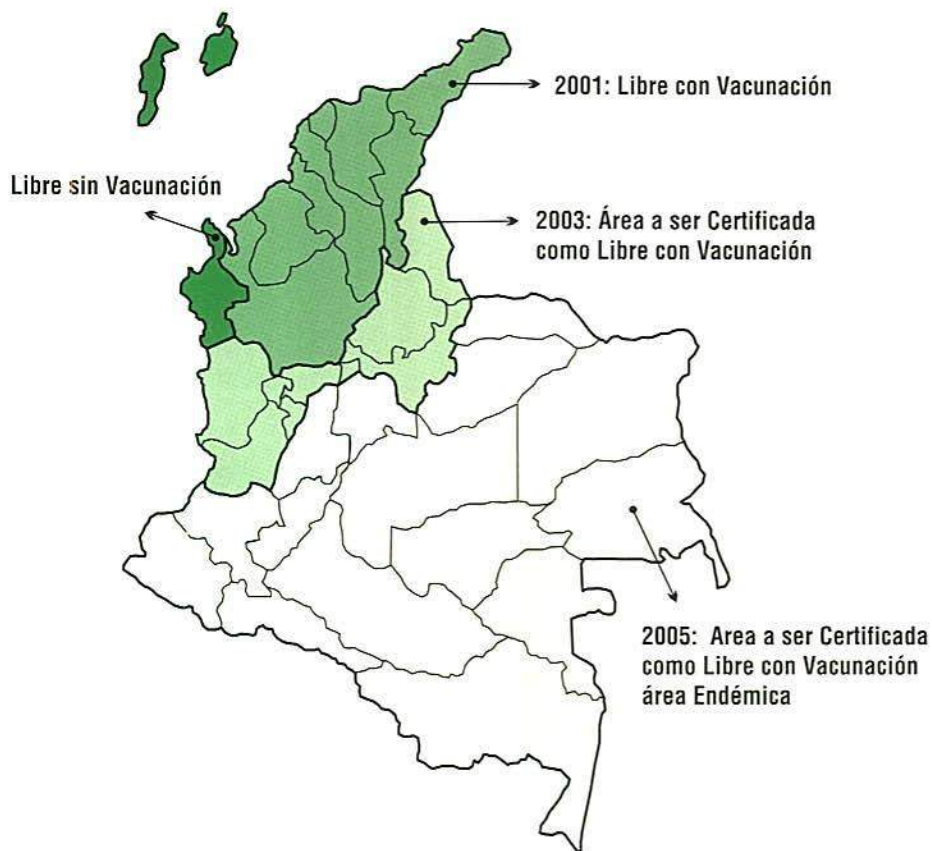 2001: Libre con Vacunación
Libre sin Vacunación
2003: Área a ser Certificada
como Libre con Vacunación
2005: Area a ser Certificada
como Libre con Vacunación
área Endémica